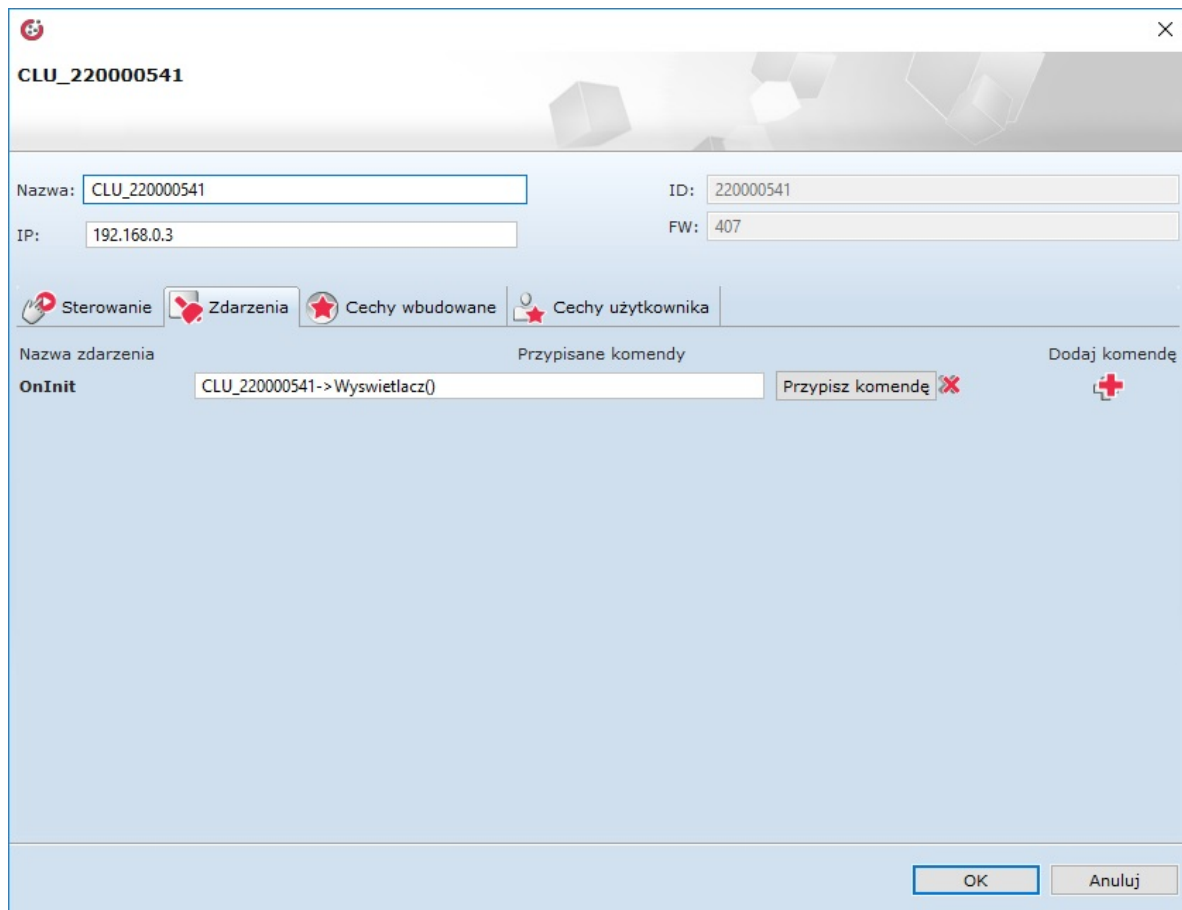 CLU_220000541
Nazwa: CLU_220000541 ID: 220000541
IP: 192.168.0.3 FW: 407
Sterowanie Zdarzenia Cechy wbudowane Cechy użytkownika
Nazwa zdarzenia Przypisane komendy Dodaj komendę
OnInit CLU_220000541->Wyswietlacz() Przypisz komendę
OK Anuluj